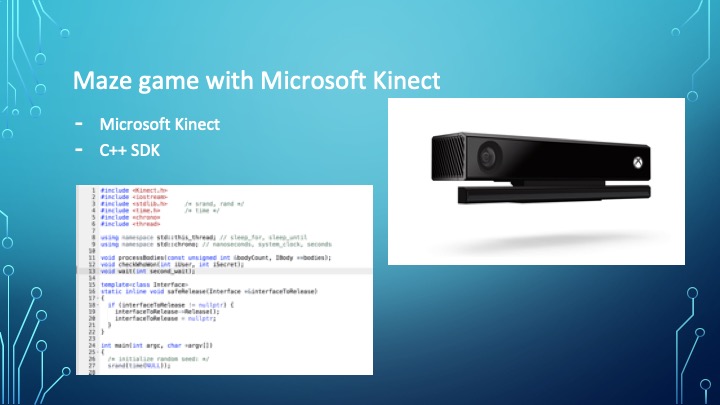 Maze game with Microsoft Kinect
- Microsoft Kinect
- C++ SDK
1 #include <Kinect.h>
2 #include <iostream>
3 #include <stdlib.h> /* srand, rand */
4 #include <time.h> /* time */
5 #include <chrono>
6 #include <thread>
7
8 using namespace std::this_thread; // sleep_for, sleep_until
9 using namespace std::chrono; // nanoseconds, system_clock, seconds
10
11 void processBodies(const unsigned int &bodyCount, IBody **bodies);
12 void checkWhoWon(int iUser, int iSecret);
13 void wait(int second_wait);
14
15 template<class Interface>
16 static inline void safeRelease(Interface *&interfaceToRelease)
17 {
18 if (interfaceToRelease != nullptr) {
19 interfaceToRelease->Release();
20 interfaceToRelease = nullptr;
21 }
22 }
23
24 int main(int argc, char *argv[])
25 {
26 /* initialize random seed: */
27 srand(time(NULL));
28